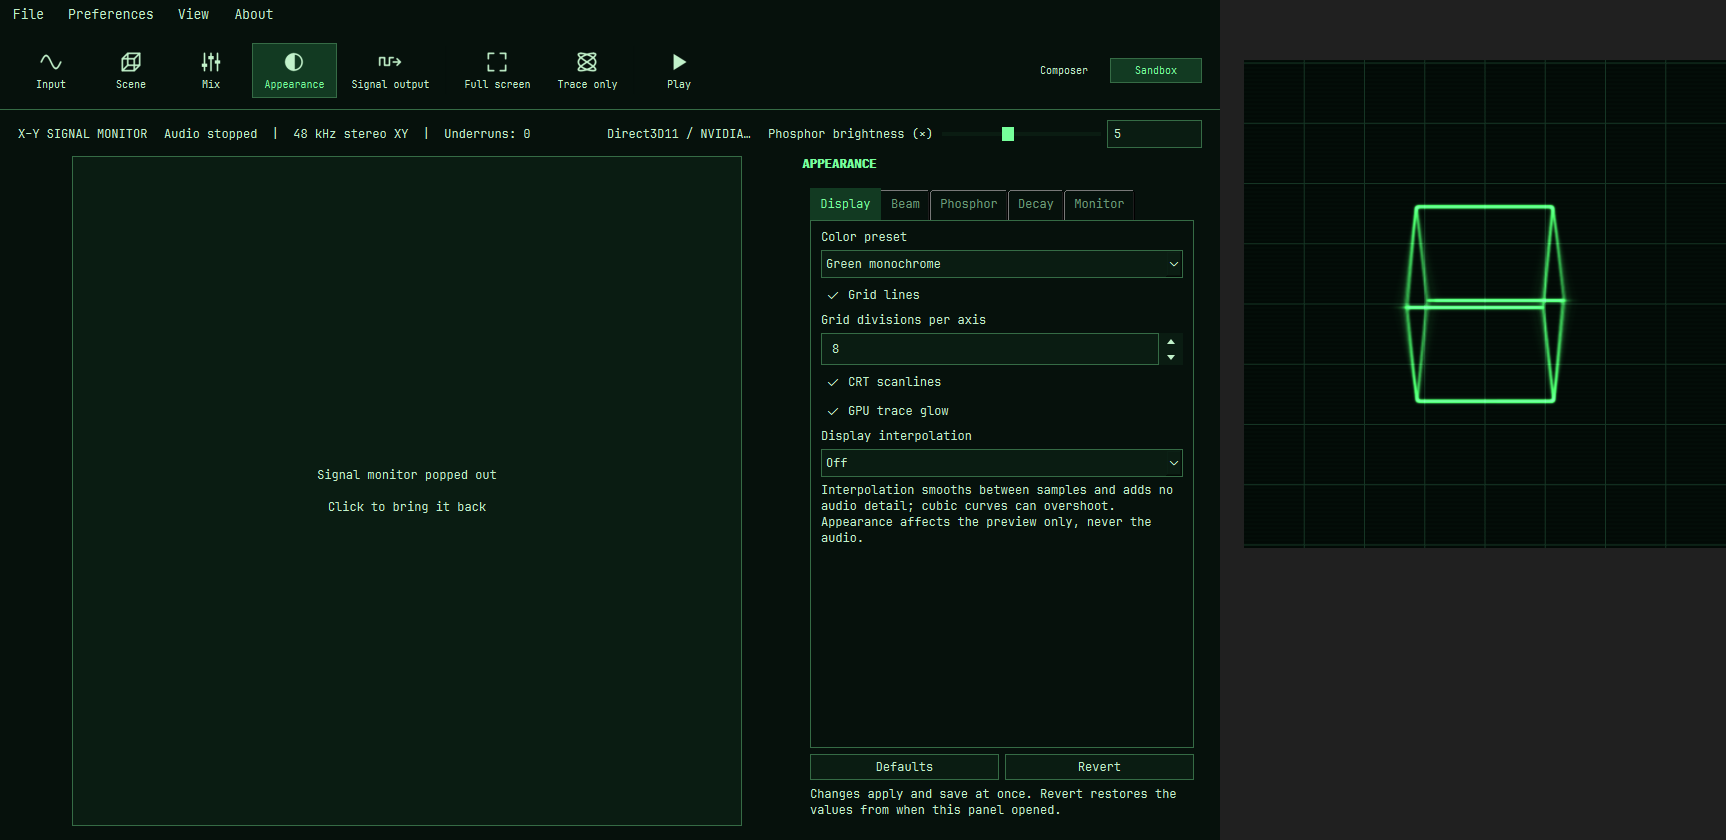 File Preferences View About
Input Scene Mix Appearance Signal output Full screen Trace only Play Composer Sandbox
X-Y SIGNAL MONITOR Audio stopped | 48 kHz stereo XY | Underruns: 0 Direct3D11 / NVIDIA… Phosphor brightness (×) 5
APPEARANCE
Display Beam Phosphor Decay Monitor
Color preset
Green monochrome
Grid lines
Grid divisions per axis
8
CRT scanlines
GPU trace glow
Display interpolation
Off
Interpolation smooths between samples and adds no
audio detail; cubic curves can overshoot.
Appearance affects the preview only, never the
audio.
Signal monitor popped out
Click to bring it back
Defaults Revert
Changes apply and save at once. Revert restores the
values from when this panel opened.